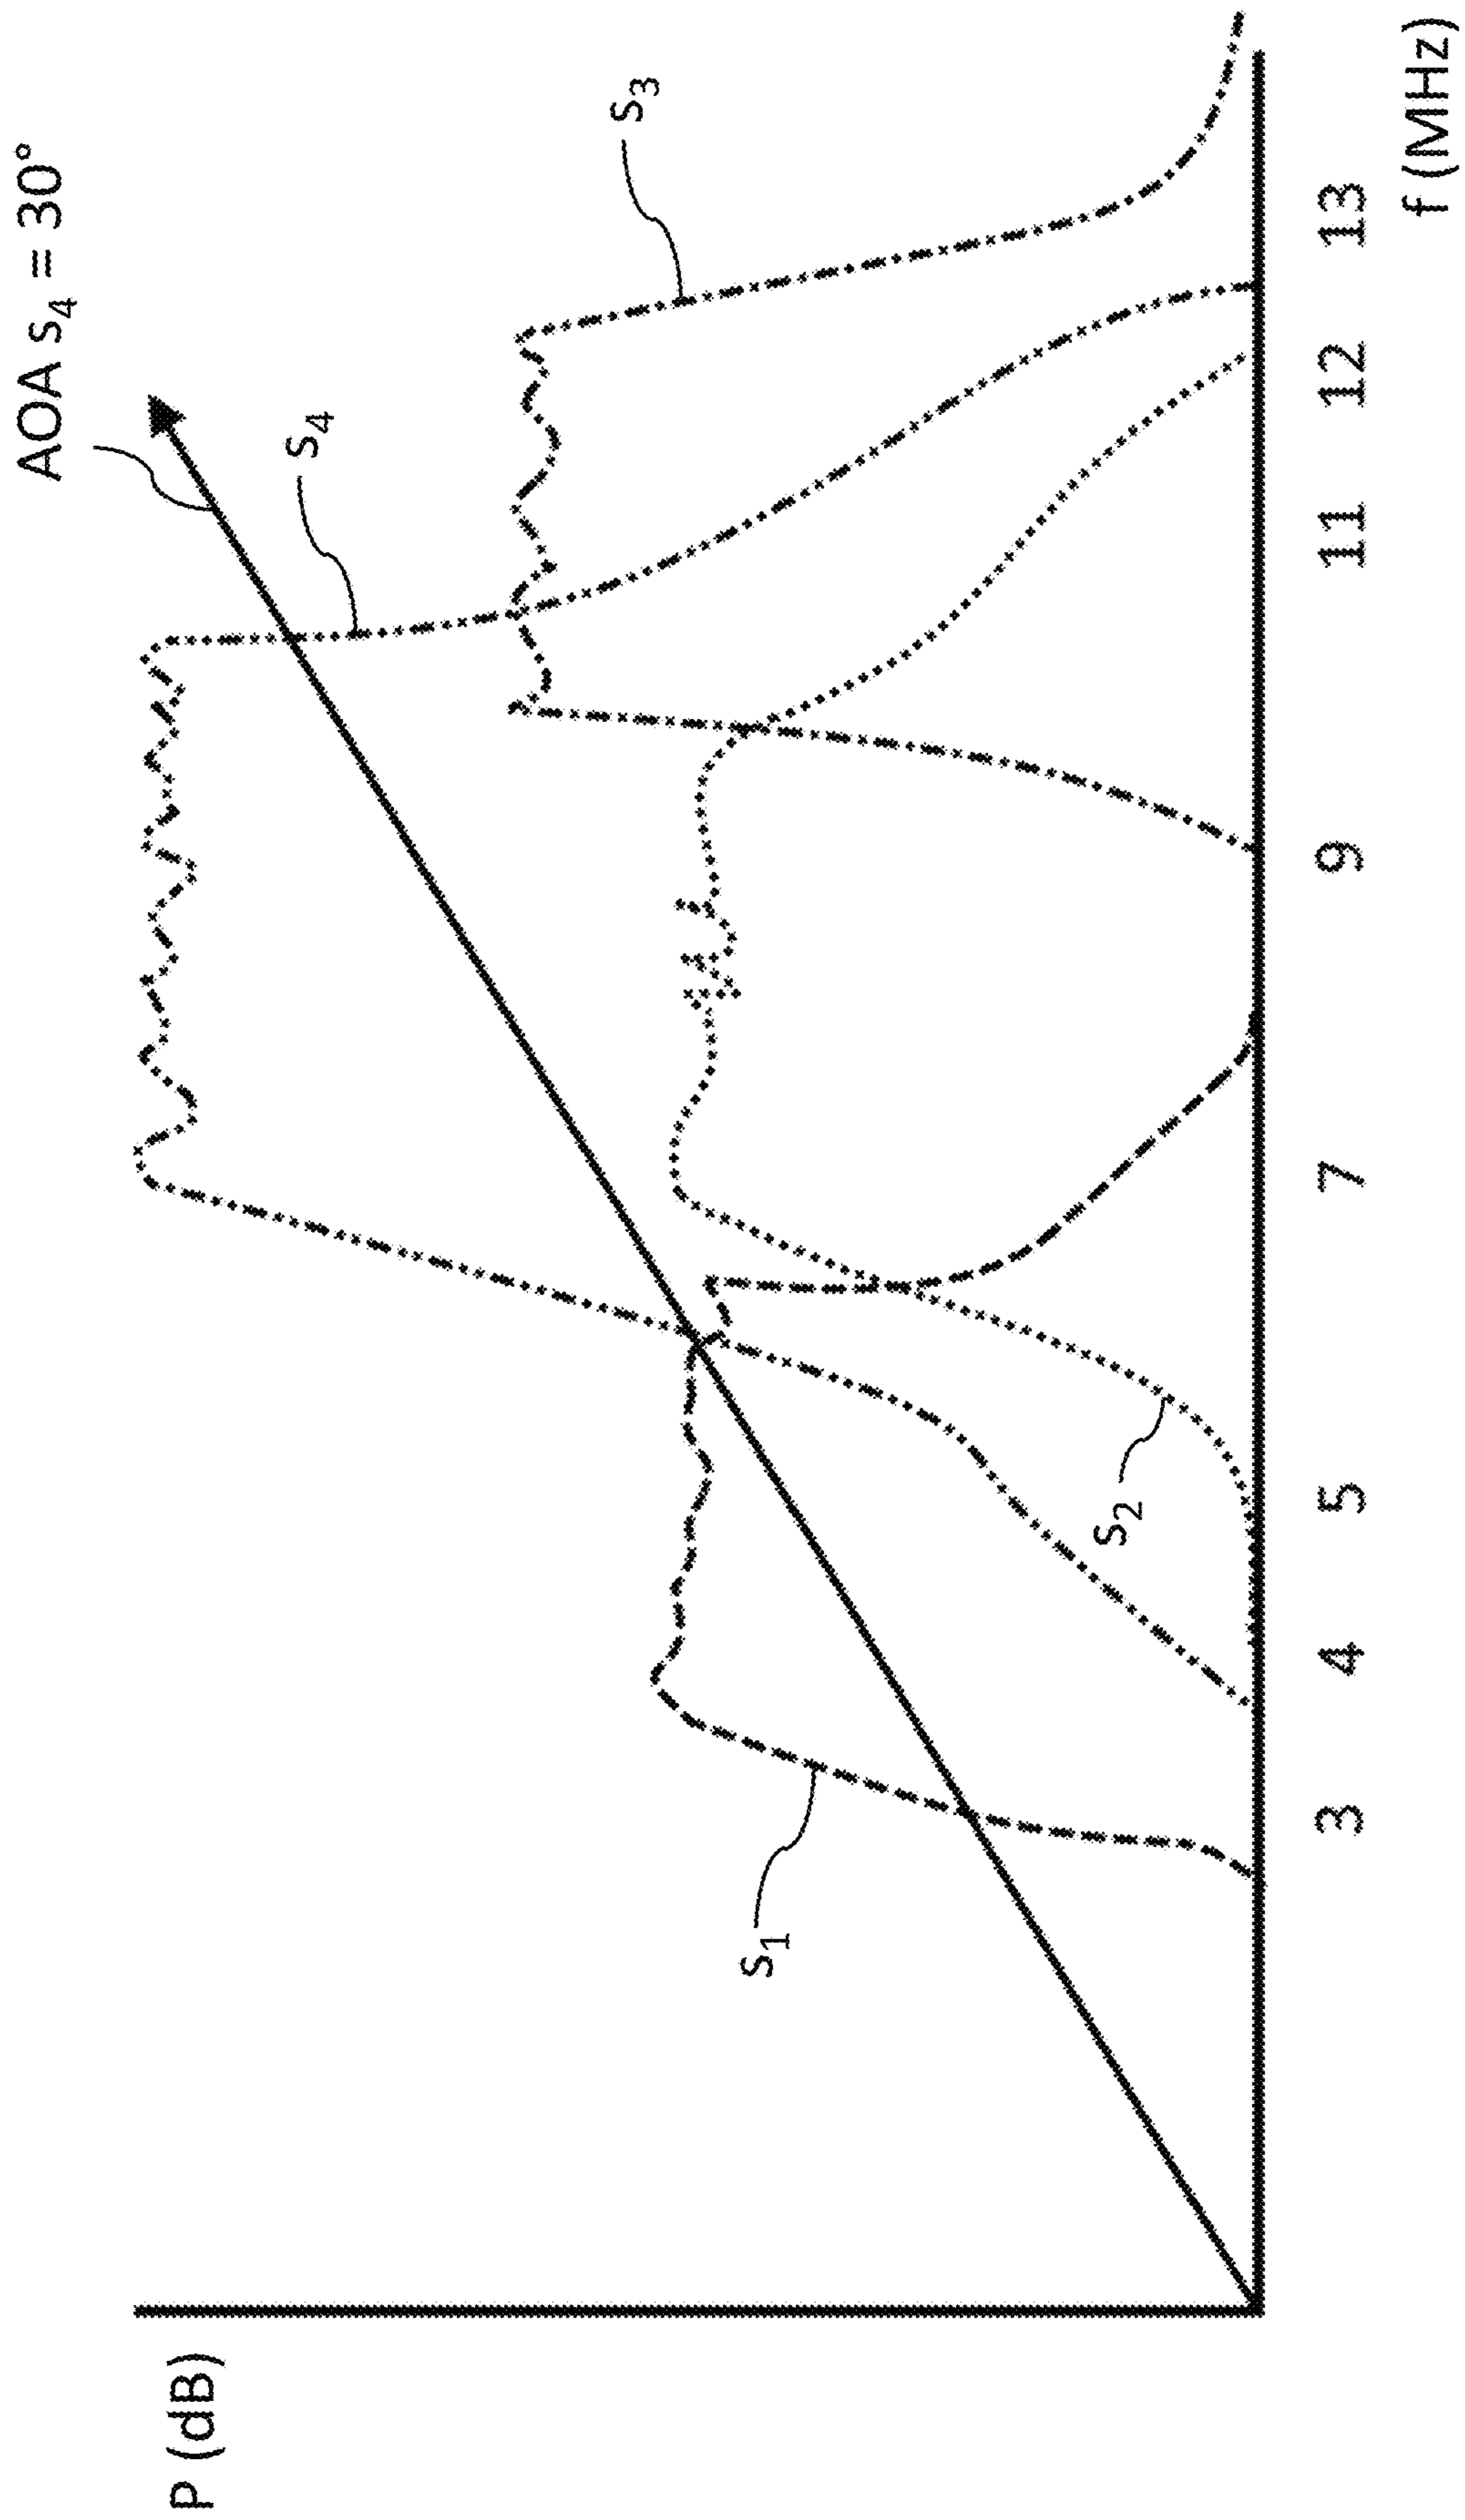 P (dB)
AOA s4 = 30°
s4
s3
s1
s2
3 4 5 7 9 11 12 13
f (MHz)